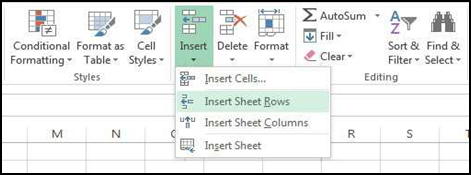 Conditional Formatting
Format as Table
Cell Styles
Styles
Insert
Delete
Format
AutoSum
Fill
Clear
Sort & Filter
Find & Select
Editing
Insert Cells...
Insert Sheet Rows
Insert Sheet Columns
Insert Sheet
M N R S T